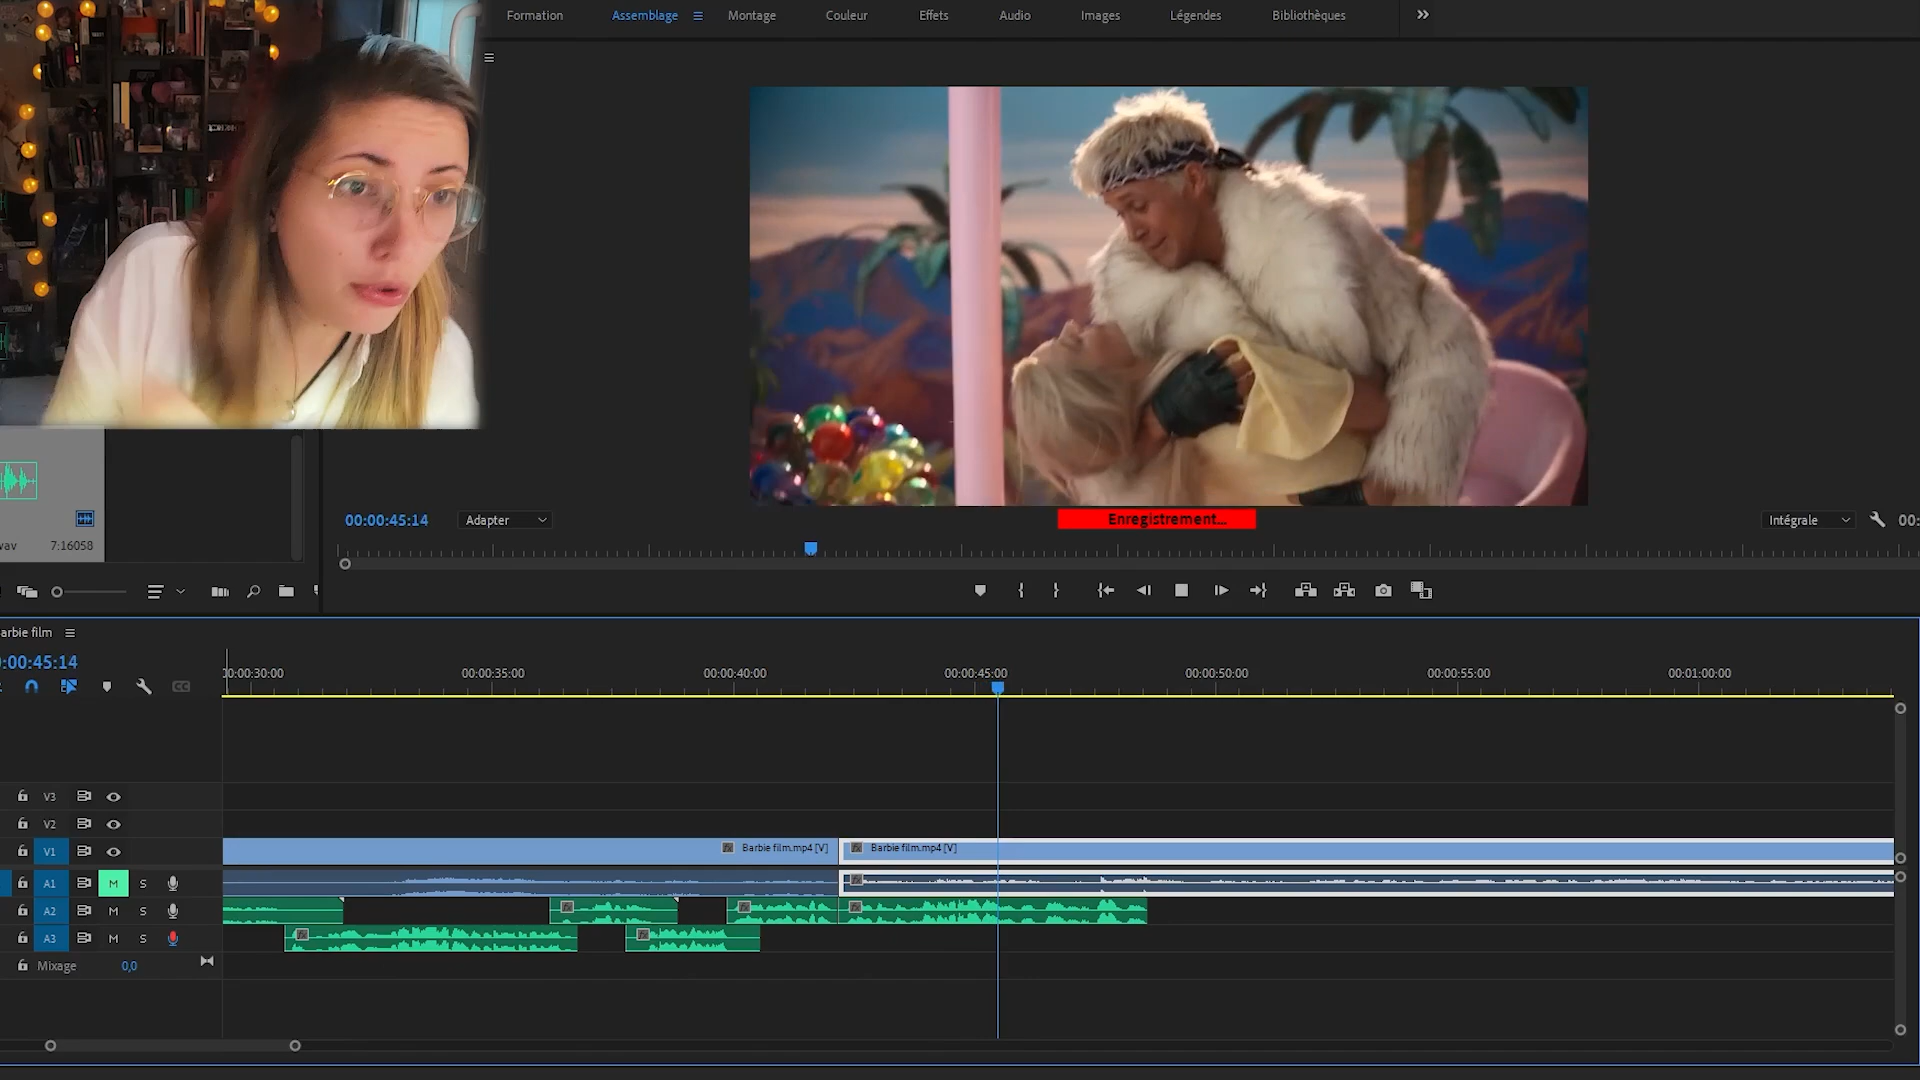 Formation Assemblage Montage Couleur Effets Audio Images Légendes Bibliothèques
00:00:45:14 Adapter Enregistrement... Intégrale 00:
wav 7:16058
arbie film
:00:45:14
00:00:30:00 00:00:35:00 00:00:40:00 00:00:45:00 00:00:50:00 00:00:55:00 00:01:00:00
V3
V2
V1 Barbie film.mp4 [V] Barbie film.mp4 [V]
A1 M S
A2 M S
A3 M S
Mixage 0,0